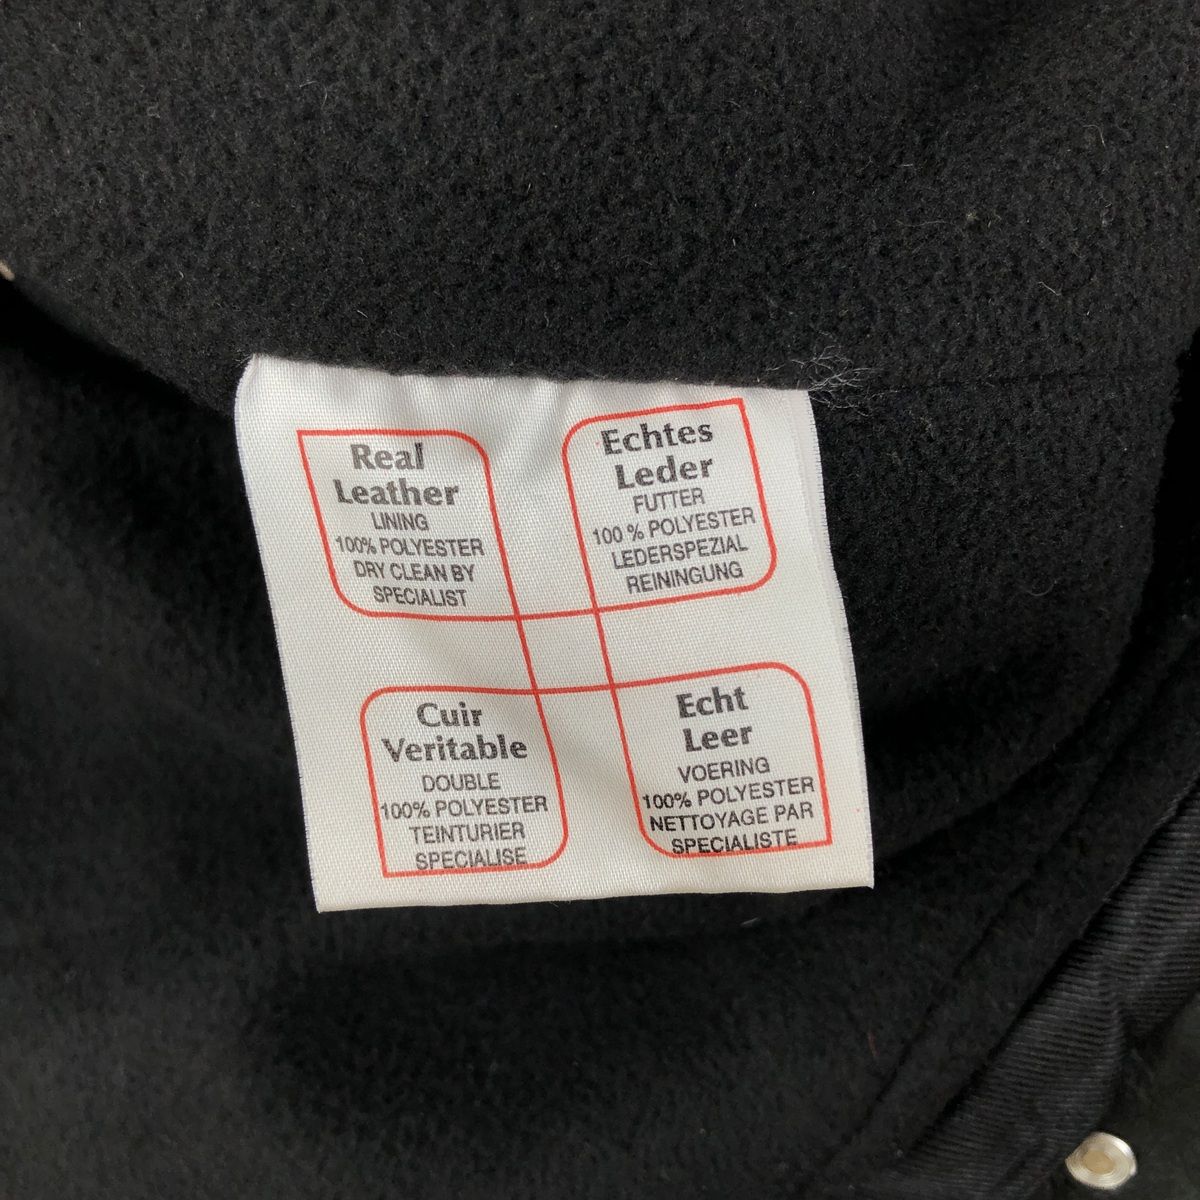 Real
Leather
LINING
100% POLYESTER
DRY CLEAN BY
SPECIALIST
Echtes
Leder
FUTTER
100 % POLYESTER
LEDERSPEZIAL
REININGUNG
Cuir
Veritable
DOUBLE
100% POLYESTER
TEINTURIER
SPECIALISE
Echt
Leer
VOERING
100% POLYESTER
NETTOYAGE PAR
SPECIALISTE